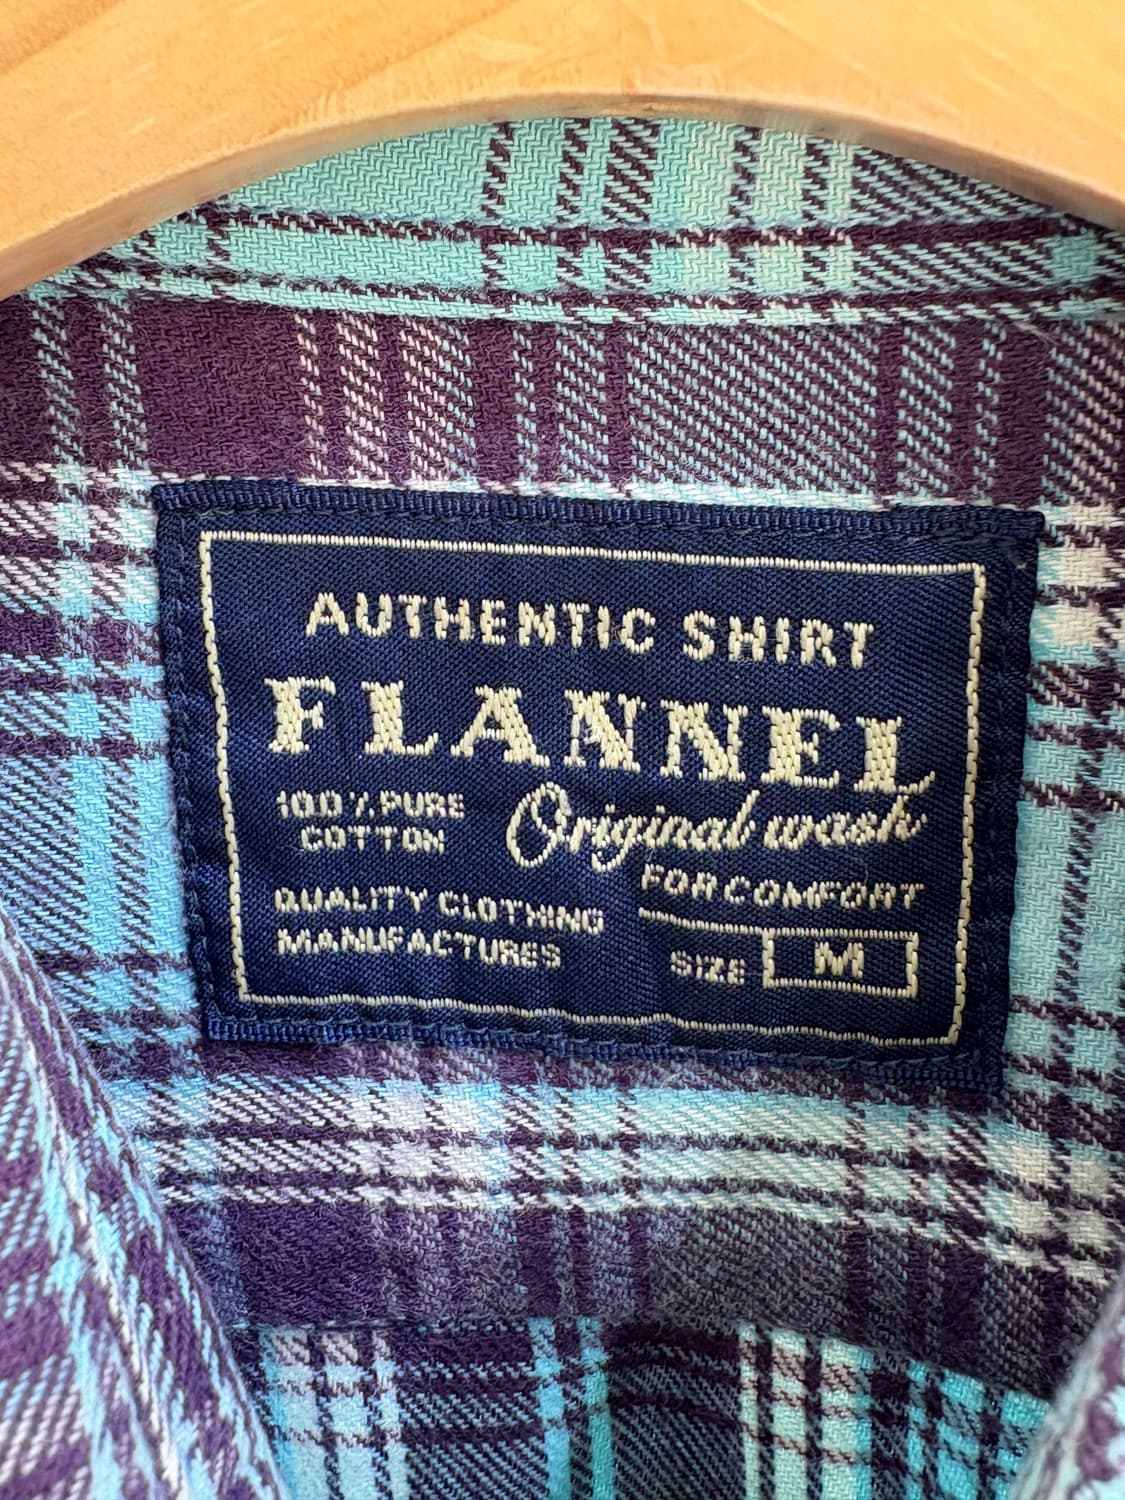 AUTHENTIC SHIRT
FLANNEL
100% PURE
COTTON
Original wash
FOR COMFORT
QUALITY CLOTHING
MANUFACTURES
SIZE M